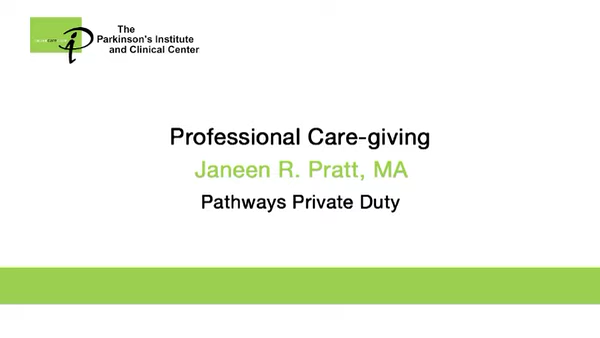 The
Parkinson's Institute
and Clinical Center
Professional Care-giving
Janeen R. Pratt, MA
Pathways Private Duty